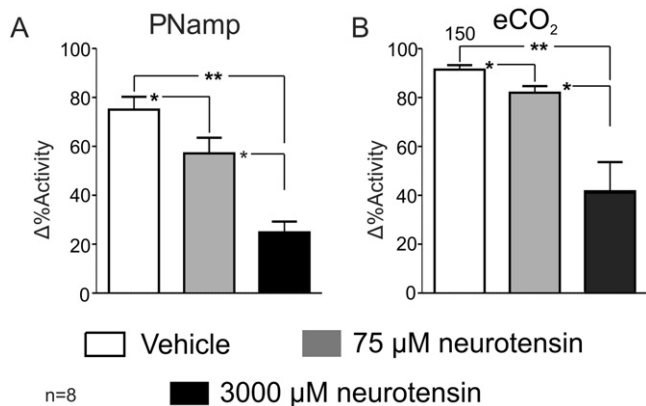 A PNamp
Δ%Activity
100
80
60
40
20
0
*
**
*
B eCO₂
150
Δ%Activity
100
80
60
40
20
0
*
**
*
Vehicle
75 μM neurotensin
n=8
3000 μM neurotensin